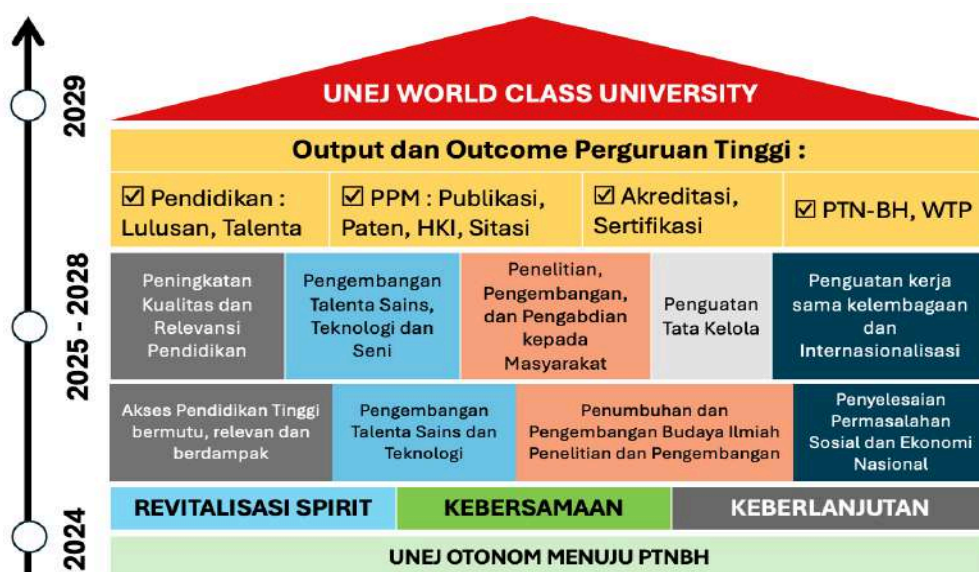 2029
UNEJ WORLD CLASS UNIVERSITY
Output dan Outcome Perguruan Tinggi :
☑ Pendidikan :
Lulusan, Talenta
☑ PPM : Publikasi,
Paten, HKI, Sitasi
☑ Akreditasi,
Sertifikasi
☑ PTN-BH, WTP
2025 - 2028
Peningkatan
Kualitas dan
Relevansi
Pendidikan
Pengembangan
Talenta Sains,
Teknologi dan
Seni
Penelitian,
Pengembangan,
dan Pengabdian
kepada
Masyarakat
Penguatan
Tata Kelola
Penguatan kerja
sama kelembagaan
dan
Internasionalisasi
Akses Pendidikan Tinggi
bermutu, relevan dan
berdampak
Pengembangan
Talenta Sains dan
Teknologi
Penumbuhan dan
Pengembangan Budaya Ilmiah
Penelitian dan Pengembangan
Penyelesaian
Permasalahan
Sosial dan Ekonomi
Nasional
2024
REVITALISASI SPIRIT
KEBERSAMAAN
KEBERLANJUTAN
UNEJ OTONOM MENUJU PTNBH